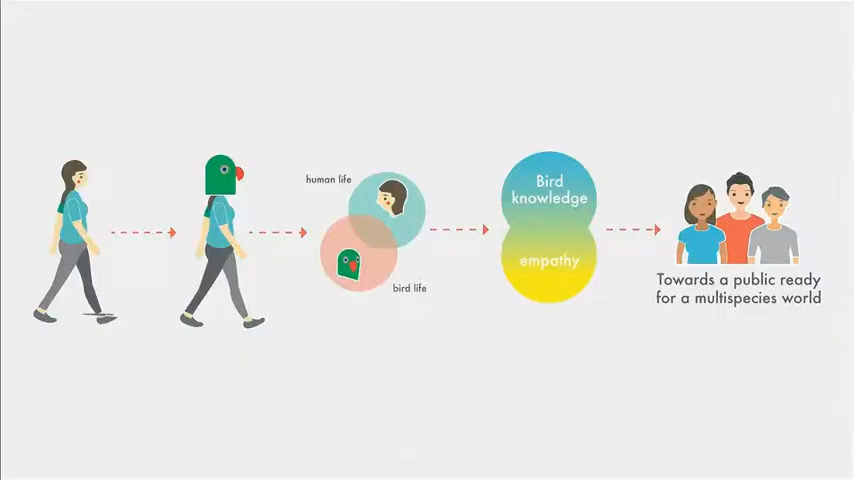 human life
bird life
Bird
knowledge
empathy
Towards a public ready
for a multispecies world